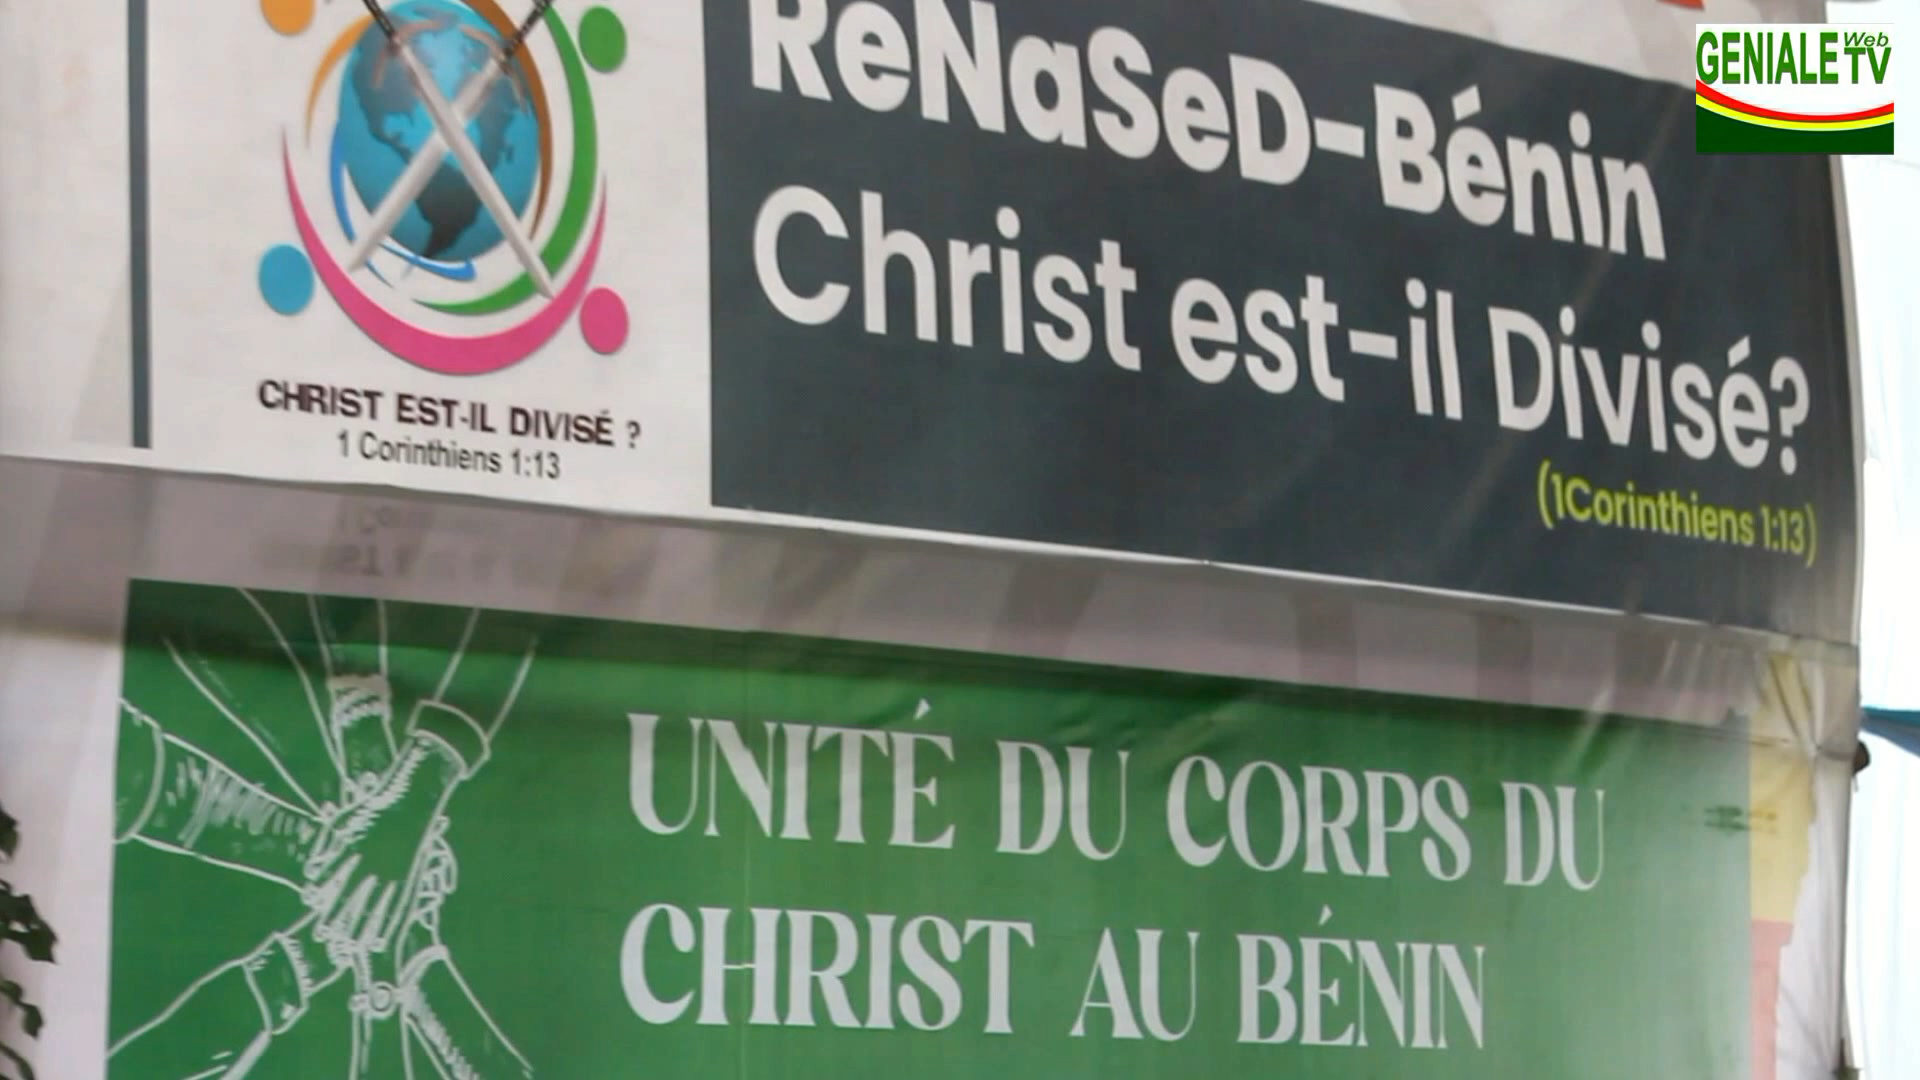 GENIALE Web TV
ReNaSeD-Bénin
Christ est-il Divisé?
(1Corinthiens 1:13)
CHRIST EST-IL DIVISÉ ?
1 Corinthiens 1:13
UNITÉ DU CORPS DU
CHRIST AU BÉNIN